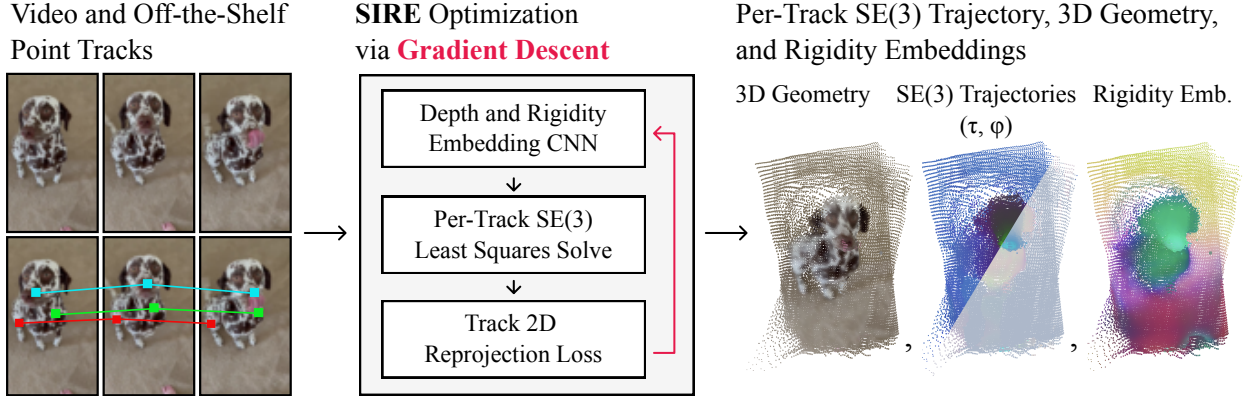 Video and Off-the-Shelf
Point Tracks
SIRE Optimization
via Gradient Descent
Depth and Rigidity
Embedding CNN
Per-Track SE(3)
Least Squares Solve
Track 2D
Reprojection Loss
Per-Track SE(3) Trajectory, 3D Geometry,
and Rigidity Embeddings
3D Geometry
SE(3) Trajectories
(τ, φ)
Rigidity Emb.
, ,